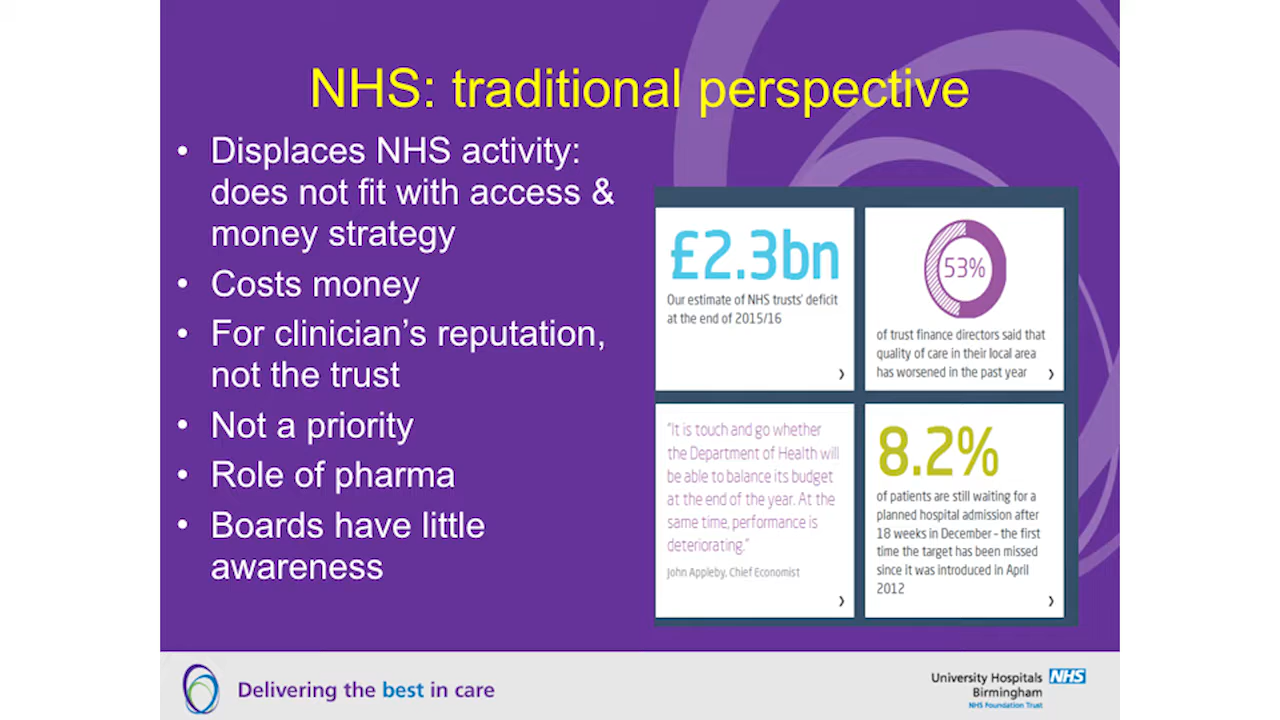 NHS: traditional perspective
• Displaces NHS activity:
does not fit with access &
money strategy
• Costs money
• For clinician’s reputation,
not the trust
• Not a priority
• Role of pharma
• Boards have little
awareness
£2.3bn
Our estimate of NHS trusts' deficit
at the end of 2015/16
53%
of trust finance directors said that
quality of care in their local area
has worsened in the past year
"It is touch and go whether
the Department of Health will
be able to balance its budget
at the end of the year. At the
same time, performance is
deteriorating."
John Appleby, Chief Economist
8.2%
of patients are still waiting for a
planned hospital admission after
18 weeks in December – the first
time the target has been missed
since it was introduced in April
2012
Delivering the best in care
University Hospitals NHS
Birmingham
NHS Foundation Trust